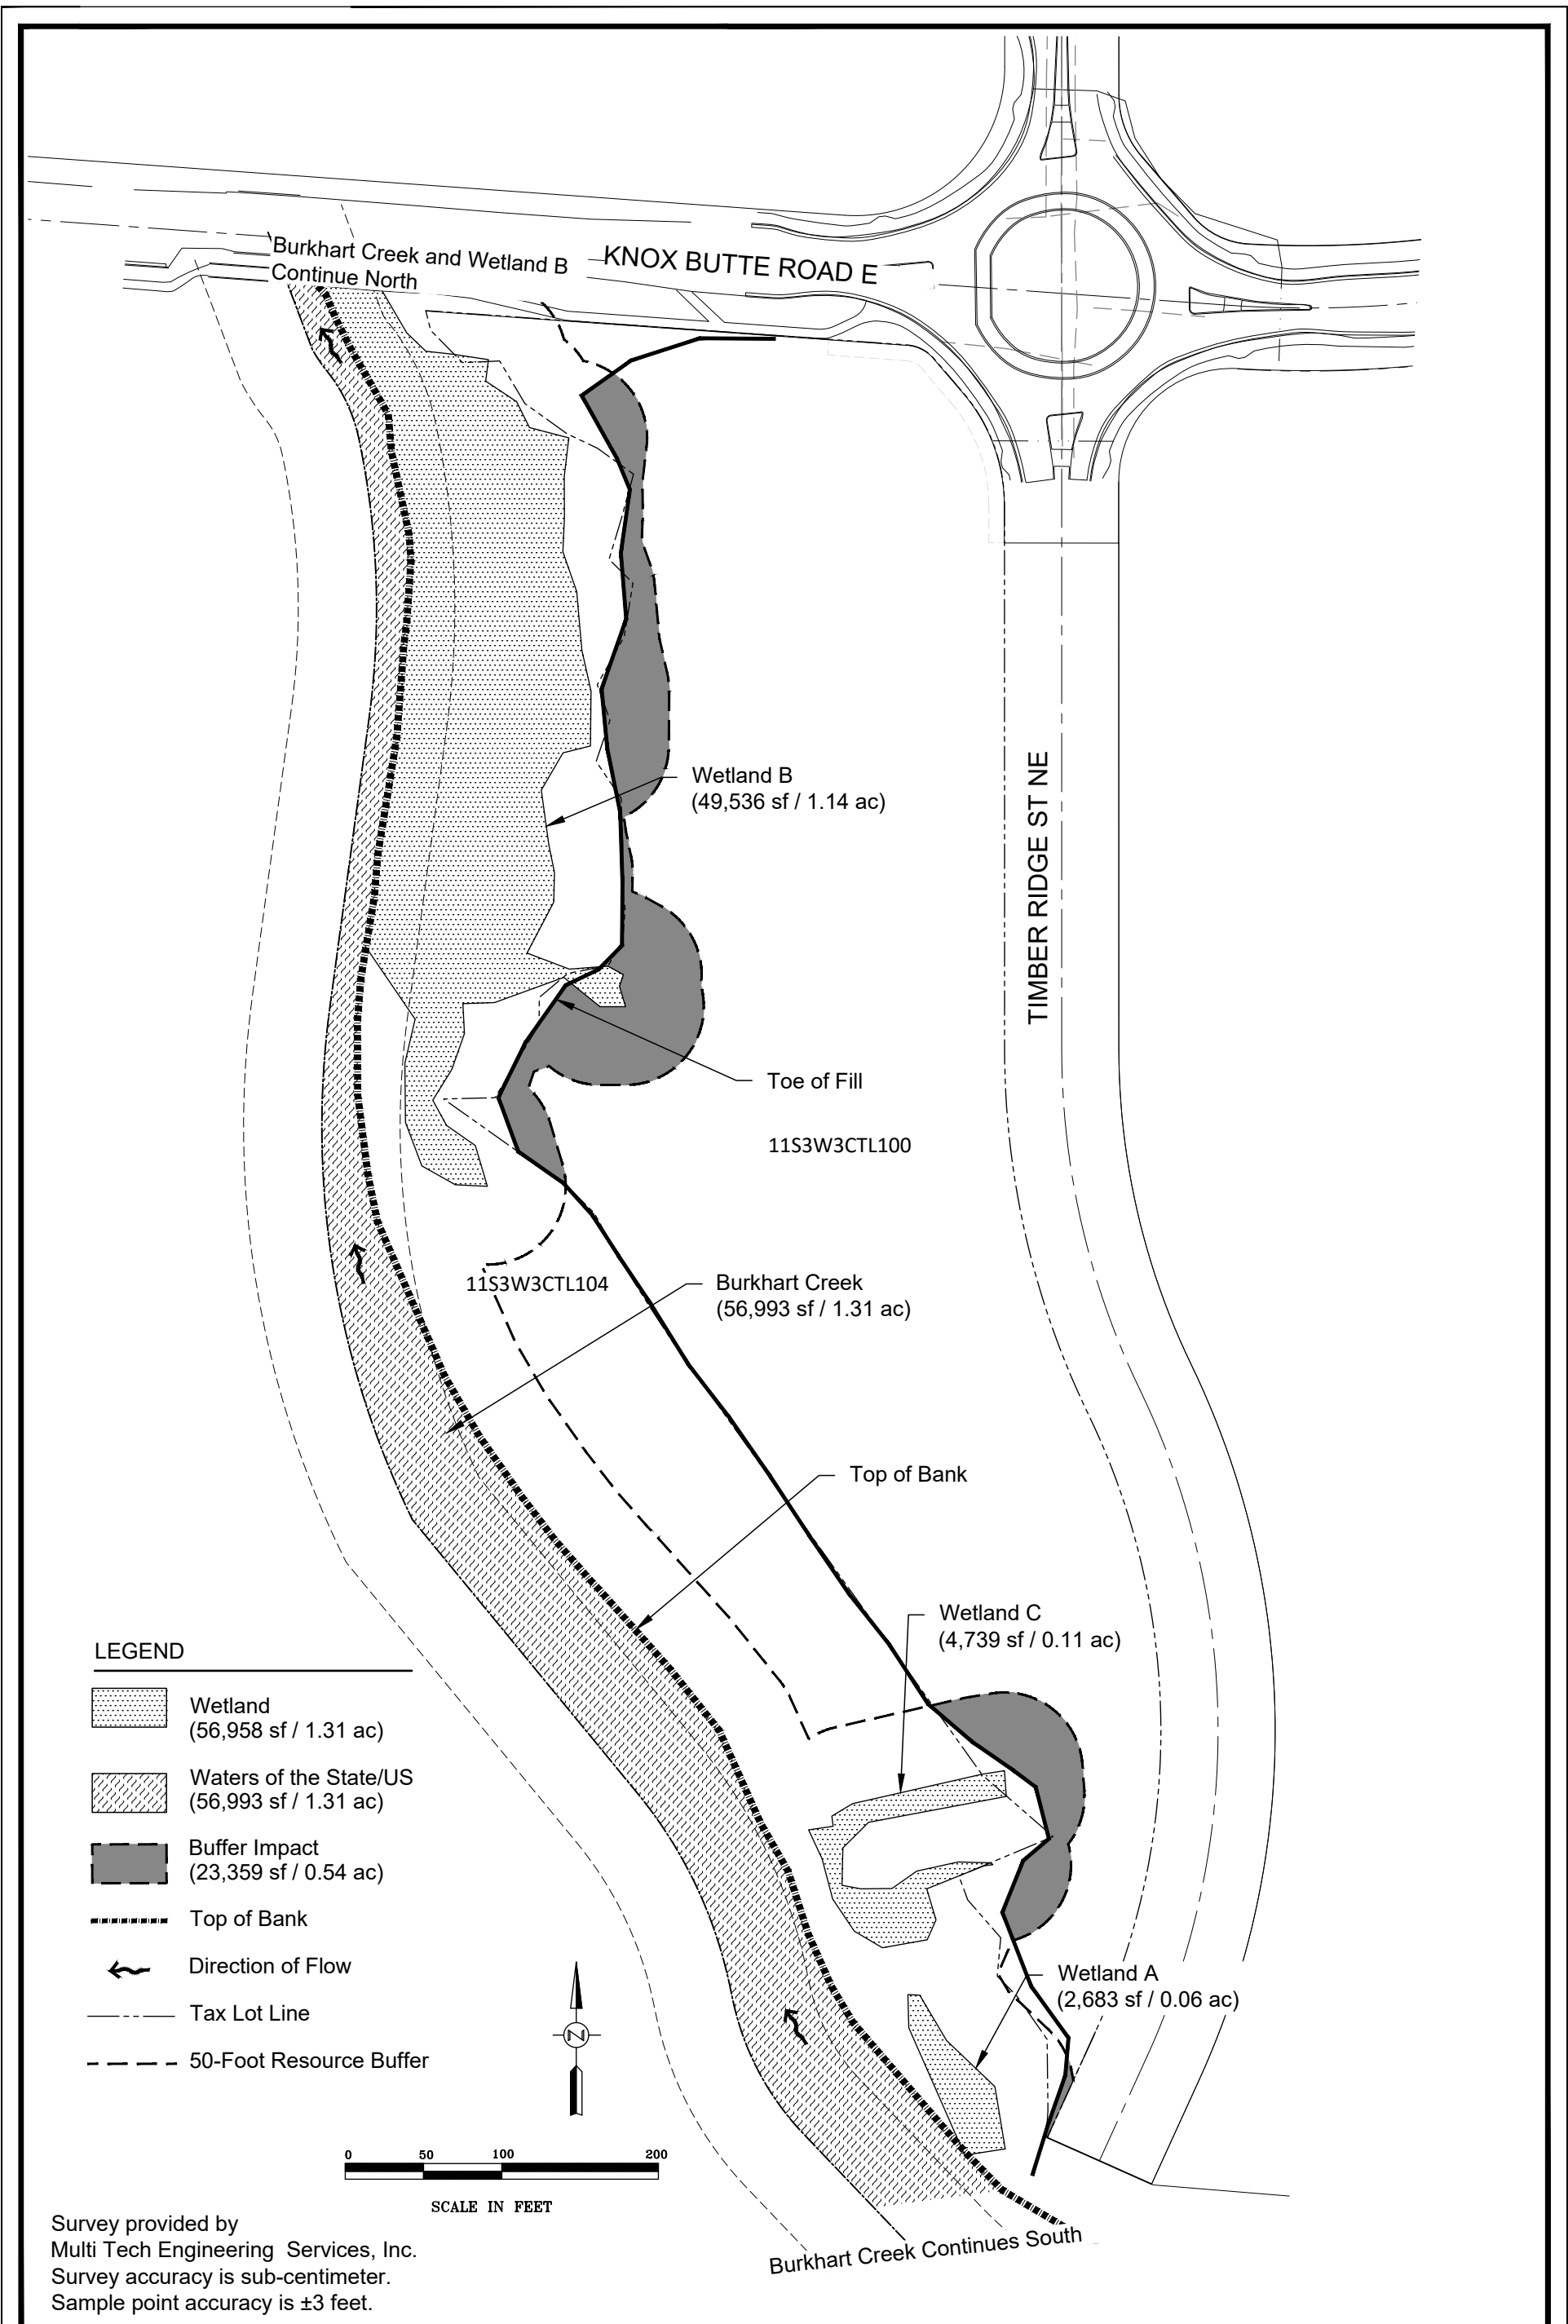 Burkhart Creek and Wetland B
Continue North
KNOX BUTTE ROAD E
Wetland B
(49,536 sf / 1.14 ac)
TIMBER RIDGE ST NE
Toe of Fill
11S3W3CTL100
11S3W3CTL104
Burkhart Creek
(56,993 sf / 1.31 ac)
Top of Bank
Wetland C
(4,739 sf / 0.11 ac)
LEGEND
Wetland
(56,958 sf / 1.31 ac)
Waters of the State/US
(56,993 sf / 1.31 ac)
Buffer Impact
(23,359 sf / 0.54 ac)
Top of Bank
Direction of Flow
Tax Lot Line
50-Foot Resource Buffer
Wetland A
(2,683 sf / 0.06 ac)
N
0 50 100 200
SCALE IN FEET
Survey provided by
Multi Tech Engineering Services, Inc.
Survey accuracy is sub-centimeter.
Sample point accuracy is ±3 feet.
Burkhart Creek Continues South